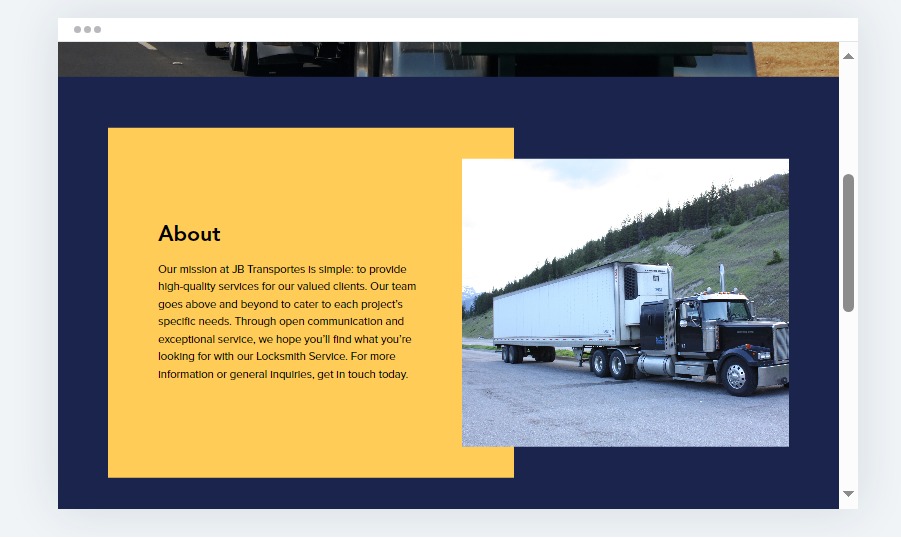 About
Our mission at JB Transportes is simple: to provide
high-quality services for our valued clients. Our team
goes above and beyond to cater to each project’s
specific needs. Through open communication and
exceptional service, we hope you’ll find what you’re
looking for with our Locksmith Service. For more
information or general inquiries, get in touch today.